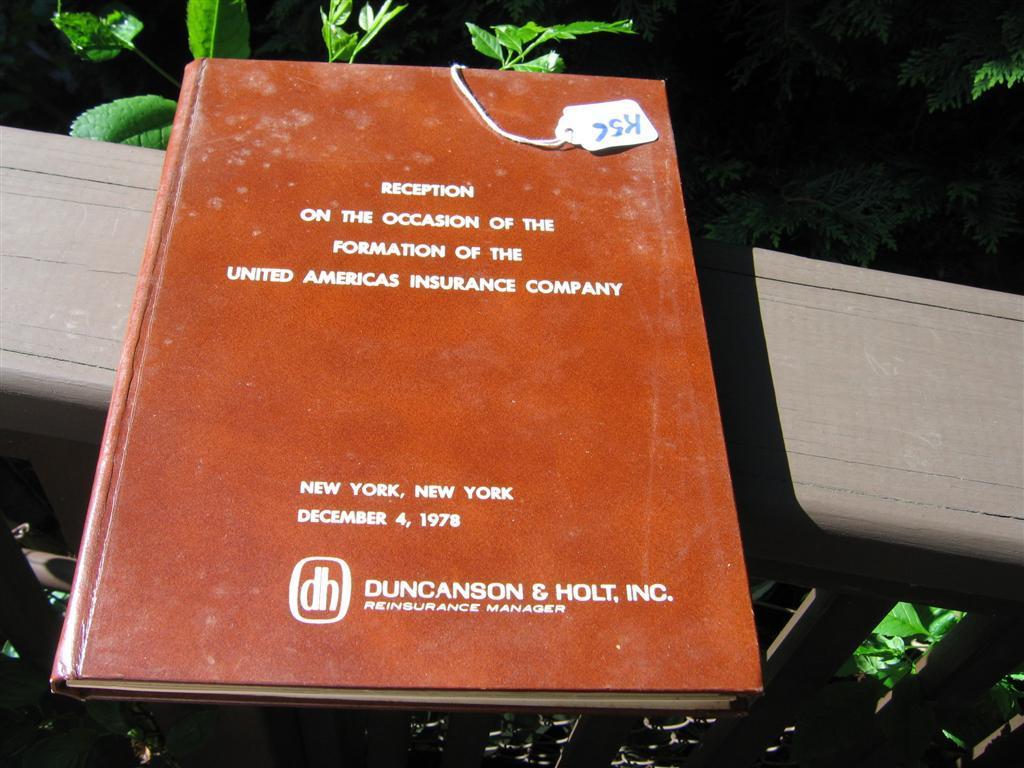 KSC
RECEPTION
ON THE OCCASION OF THE
FORMATION OF THE
UNITED AMERICAS INSURANCE COMPANY
NEW YORK, NEW YORK
DECEMBER 4, 1978
dh
DUNCANSON & HOLT, INC.
REINSURANCE MANAGER